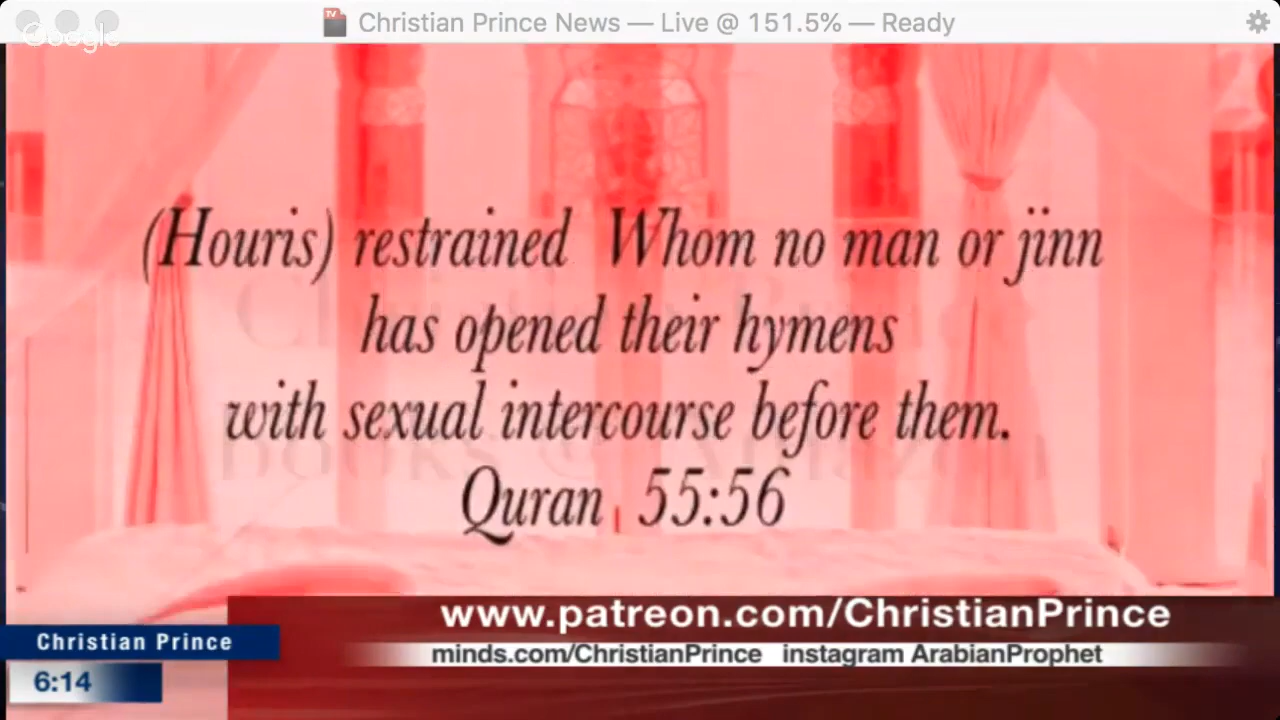 Christian Prince News — Live @ 151.5% — Ready
Google
(Houris) restrained Whom no man or jinn
has opened their hymens
with sexual intercourse before them.
Quran 55:56
www.patreon.com/ChristianPrince
Christian Prince
minds.com/ChristianPrince instagram ArabianProphet
6:14